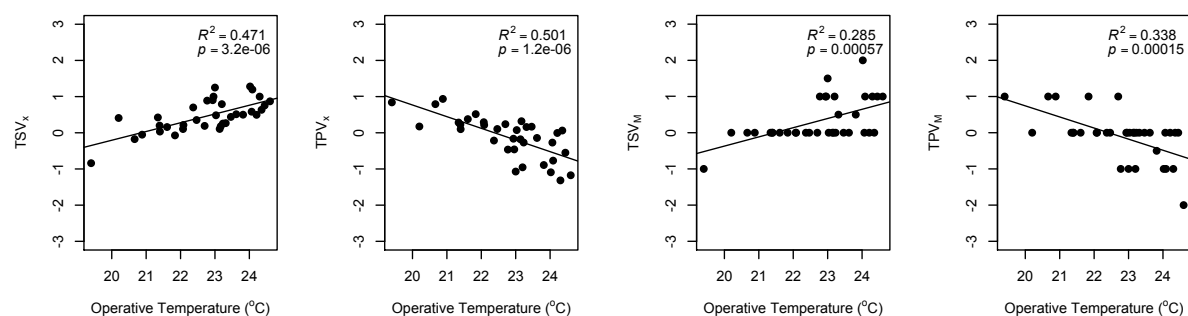 R² = 0.471
p = 3.2e-06
TSVₓ
3
2
1
0
-1
-2
-3
20 21 22 23 24
Operative Temperature (°C)
R² = 0.501
p = 1.2e-06
TPVₓ
3
2
1
0
-1
-2
-3
20 21 22 23 24
Operative Temperature (°C)
R² = 0.285
p = 0.00057
TSV_M
3
2
1
0
-1
-2
-3
20 21 22 23 24
Operative Temperature (°C)
R² = 0.338
p = 0.00015
TPV_M
3
2
1
0
-1
-2
-3
20 21 22 23 24
Operative Temperature (°C)